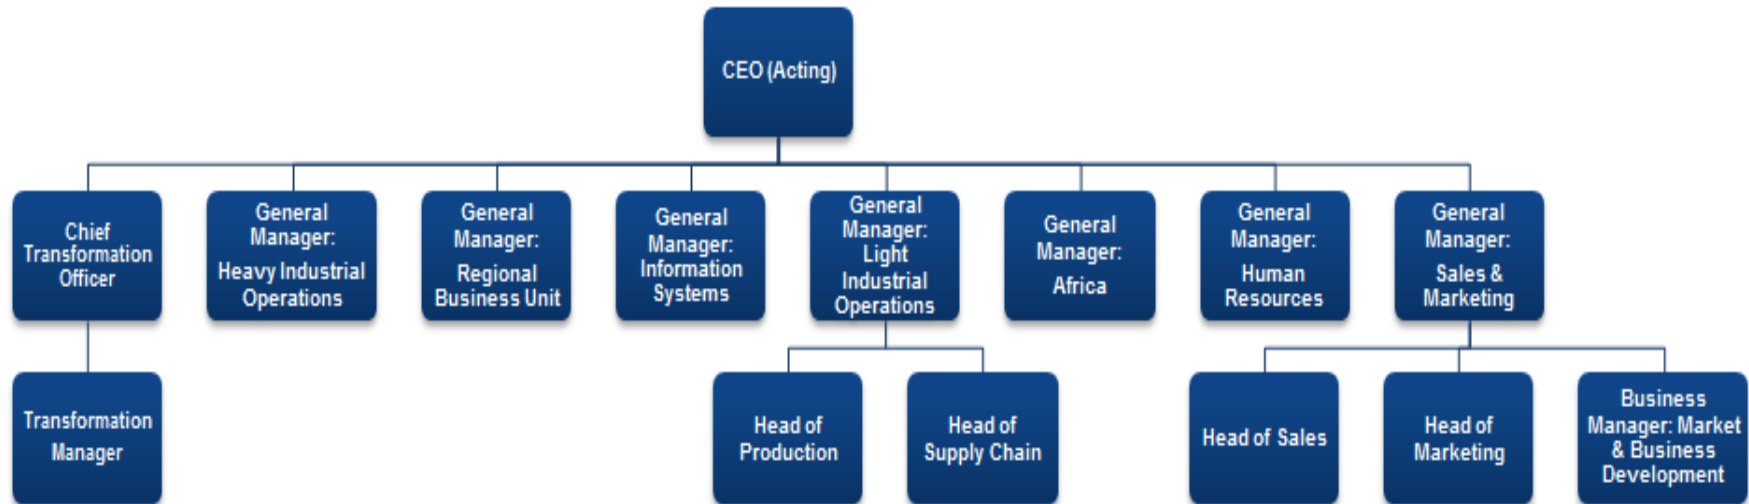 CEO (Acting)
Chief
Transformation
Officer
General
Manager:
Heavy Industrial
Operations
General
Manager:
Regional
Business Unit
General
Manager:
Information
Systems
General
Manager:
Light
Industrial
Operations
General
Manager:
Africa
General
Manager:
Human
Resources
General
Manager:
Sales &
Marketing
Transformation
Manager
Head of
Production
Head of
Supply Chain
Head of Sales
Head of
Marketing
Business
Manager: Market
& Business
Development